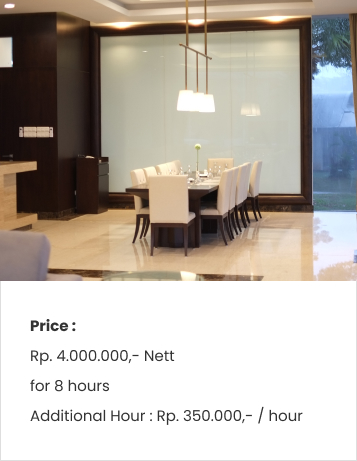 Price :
Rp. 4.000.000,- Nett
for 8 hours
Additional Hour : Rp. 350.000,- / hour